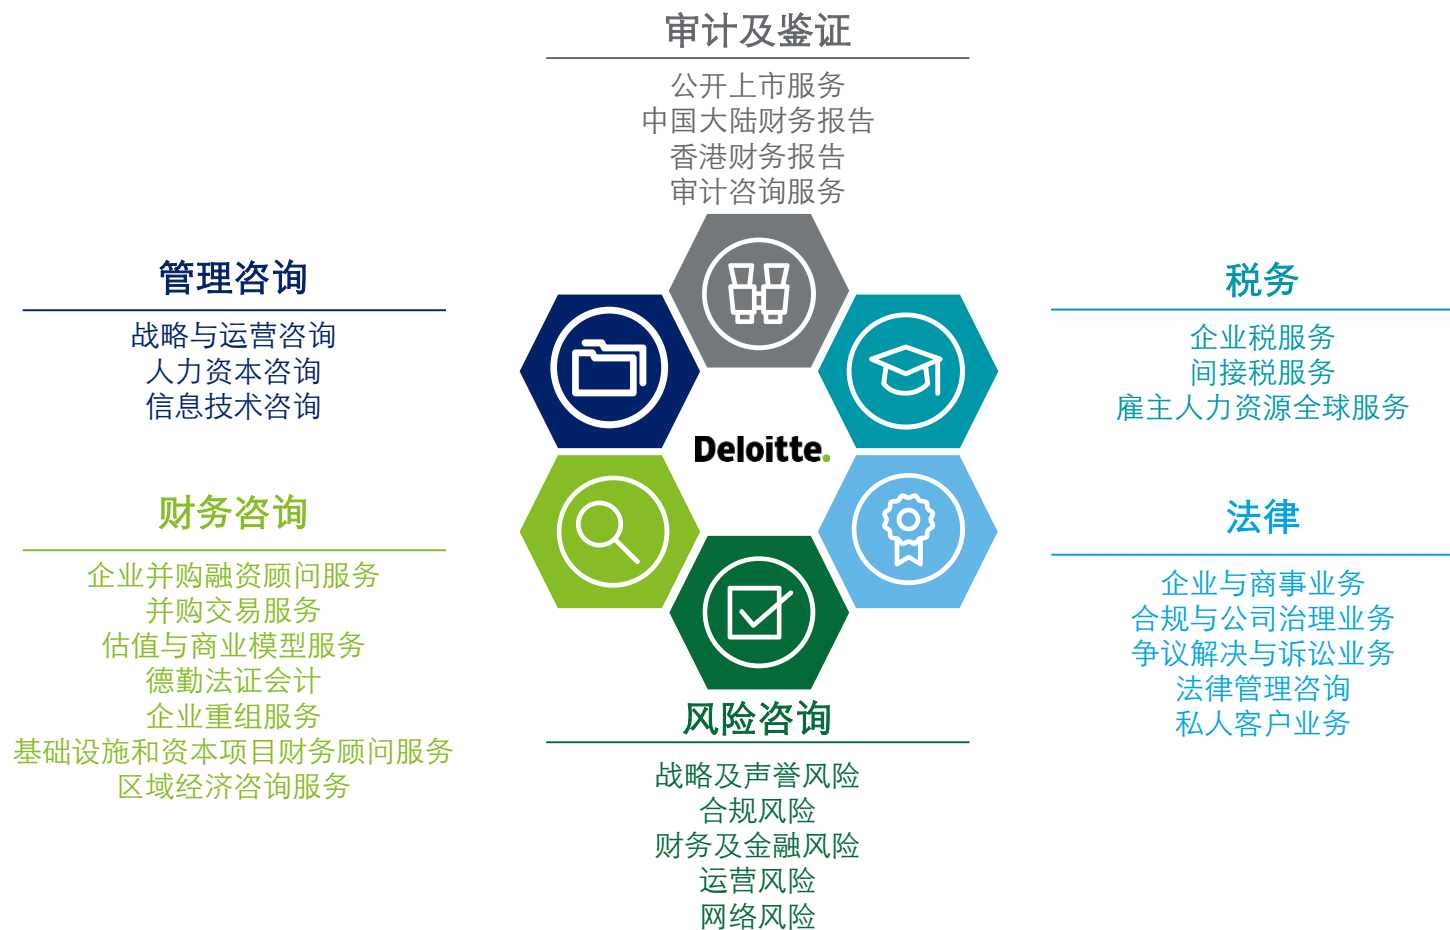 审计及鉴证
公开上市服务
中国大陆财务报告
香港财务报告
审计咨询服务
管理咨询
战略与运营咨询
人力资本咨询
信息技术咨询
税务
企业税服务
间接税服务
雇主人力资源全球服务
Deloitte.
财务咨询
企业并购融资顾问服务
并购交易服务
估值与商业模型服务
德勤法证会计
企业重组服务
基础设施和资本项目财务顾问服务
区域经济咨询服务
法律
企业与商事业务
合规与公司治理业务
争议解决与诉讼业务
法律管理咨询
私人客户业务
风险咨询
战略及声誉风险
合规风险
财务及金融风险
运营风险
网络风险